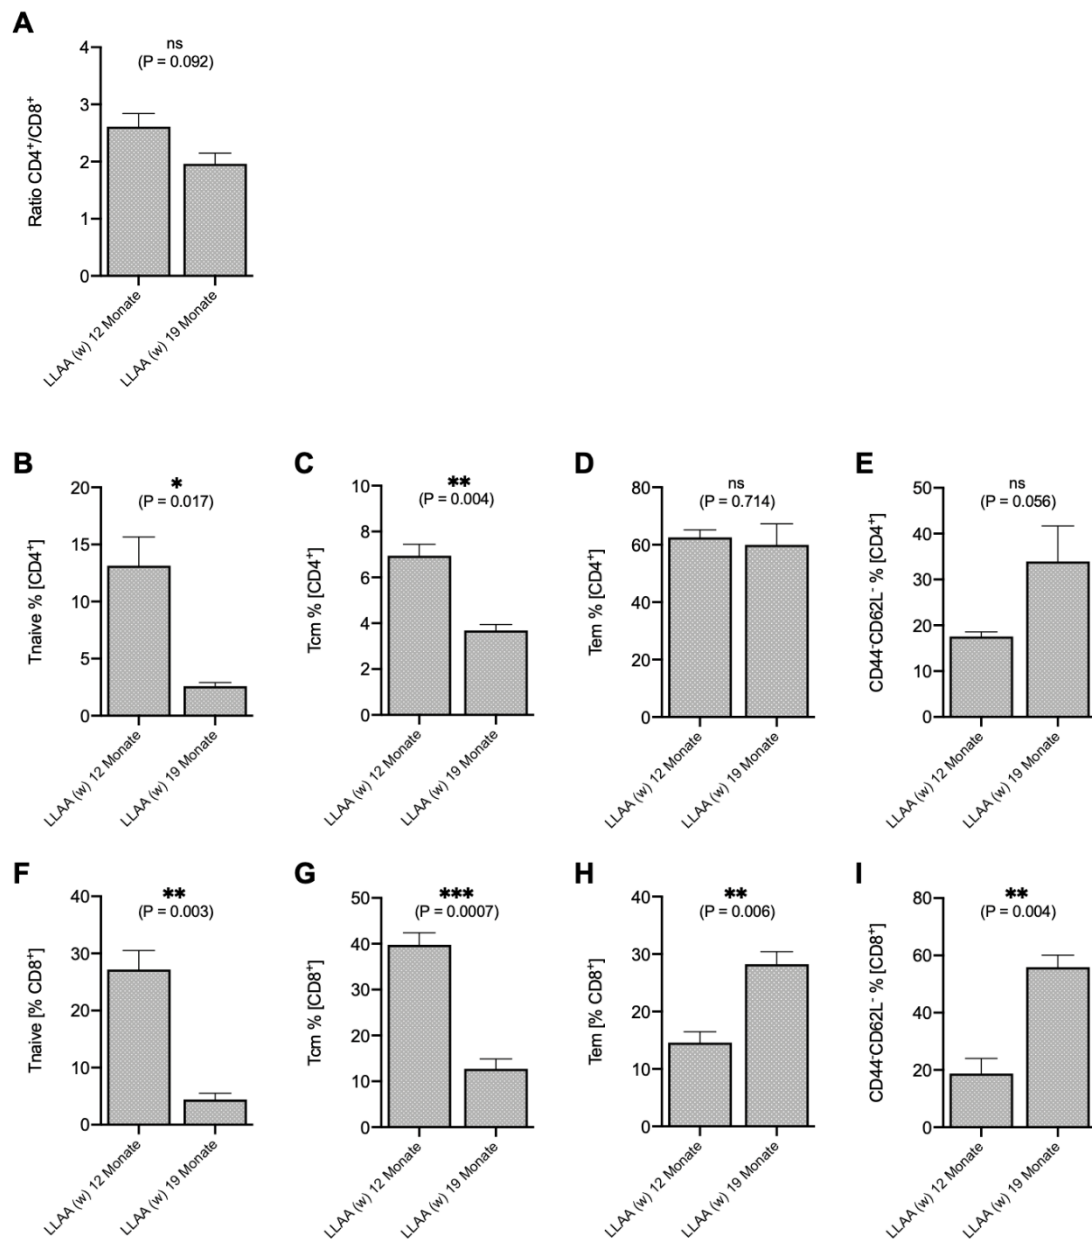 A
ns
(P = 0.092)
Ratio CD4⁺/CD8⁺
4
3
2
1
0
LLAA (w) 12 Monate
LLAA (w) 19 Monate
B
*
(P = 0.017)
Tnaive % [CD4⁺]
20
15
10
5
0
LLAA (w) 12 Monate
LLAA (w) 19 Monate
C
**
(P = 0.004)
Tcm % [CD4⁺]
10
8
6
4
2
0
LLAA (w) 12 Monate
LLAA (w) 19 Monate
D
ns
(P = 0.714)
Tem % [CD4⁺]
80
60
40
20
0
LLAA (w) 12 Monate
LLAA (w) 19 Monate
E
ns
(P = 0.056)
CD44⁻CD62L⁻ % [CD4⁺]
50
40
30
20
10
0
LLAA (w) 12 Monate
LLAA (w) 19 Monate
F
**
(P = 0.003)
Tnaive [% CD8⁺]
40
30
20
10
0
LLAA (w) 12 Monate
LLAA (w) 19 Monate
G
***
(P = 0.0007)
Tcm % [CD8⁺]
50
40
30
20
10
0
LLAA (w) 12 Monate
LLAA (w) 19 Monate
H
**
(P = 0.006)
Tem [% CD8⁺]
40
30
20
10
0
LLAA (w) 12 Monate
LLAA (w) 19 Monate
I
**
(P = 0.004)
CD44⁻CD62L⁻ % [CD8⁺]
80
60
40
20
0
LLAA (w) 12 Monate
LLAA (w) 19 Monate